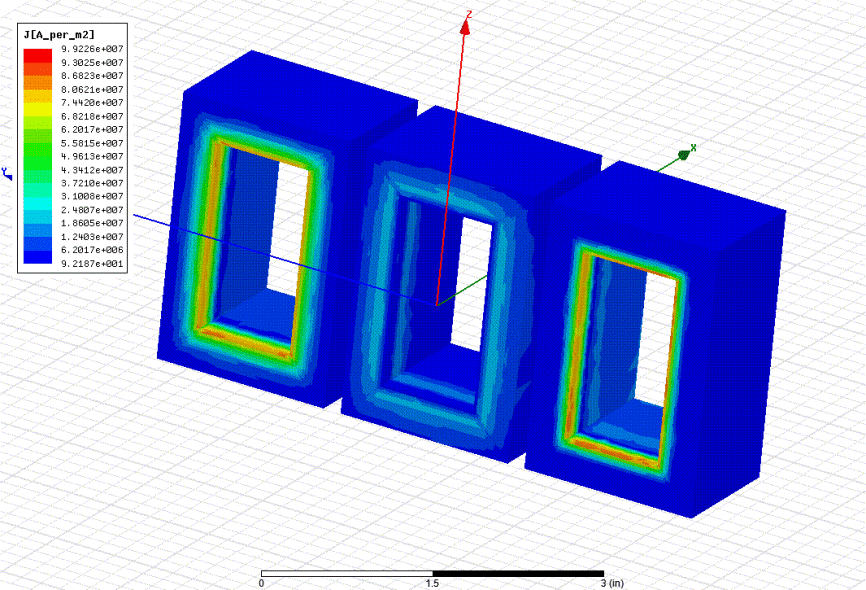 J[A_per_m2]
9.9226e+007
9.3025e+007
8.6823e+007
8.0621e+007
7.4420e+007
6.8218e+007
6.2017e+007
5.5815e+007
4.9613e+007
4.3412e+007
3.7210e+007
3.1008e+007
2.4807e+007
1.8605e+007
1.2403e+007
6.2017e+006
9.2187e+001
Z
X
Y
0 1.5 3 (in)